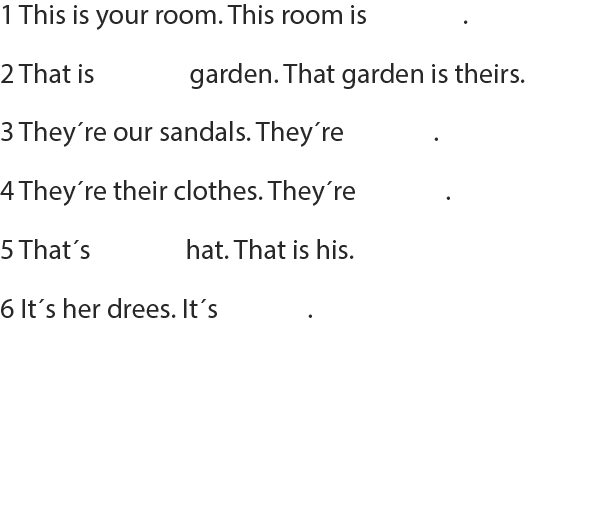 1 This is your room. This room is .
2 That is garden. That garden is theirs.
3 They´re our sandals. They´re .
4 They´re their clothes. They´re .
5 That´s hat. That is his.
6 It´s her drees. It´s .